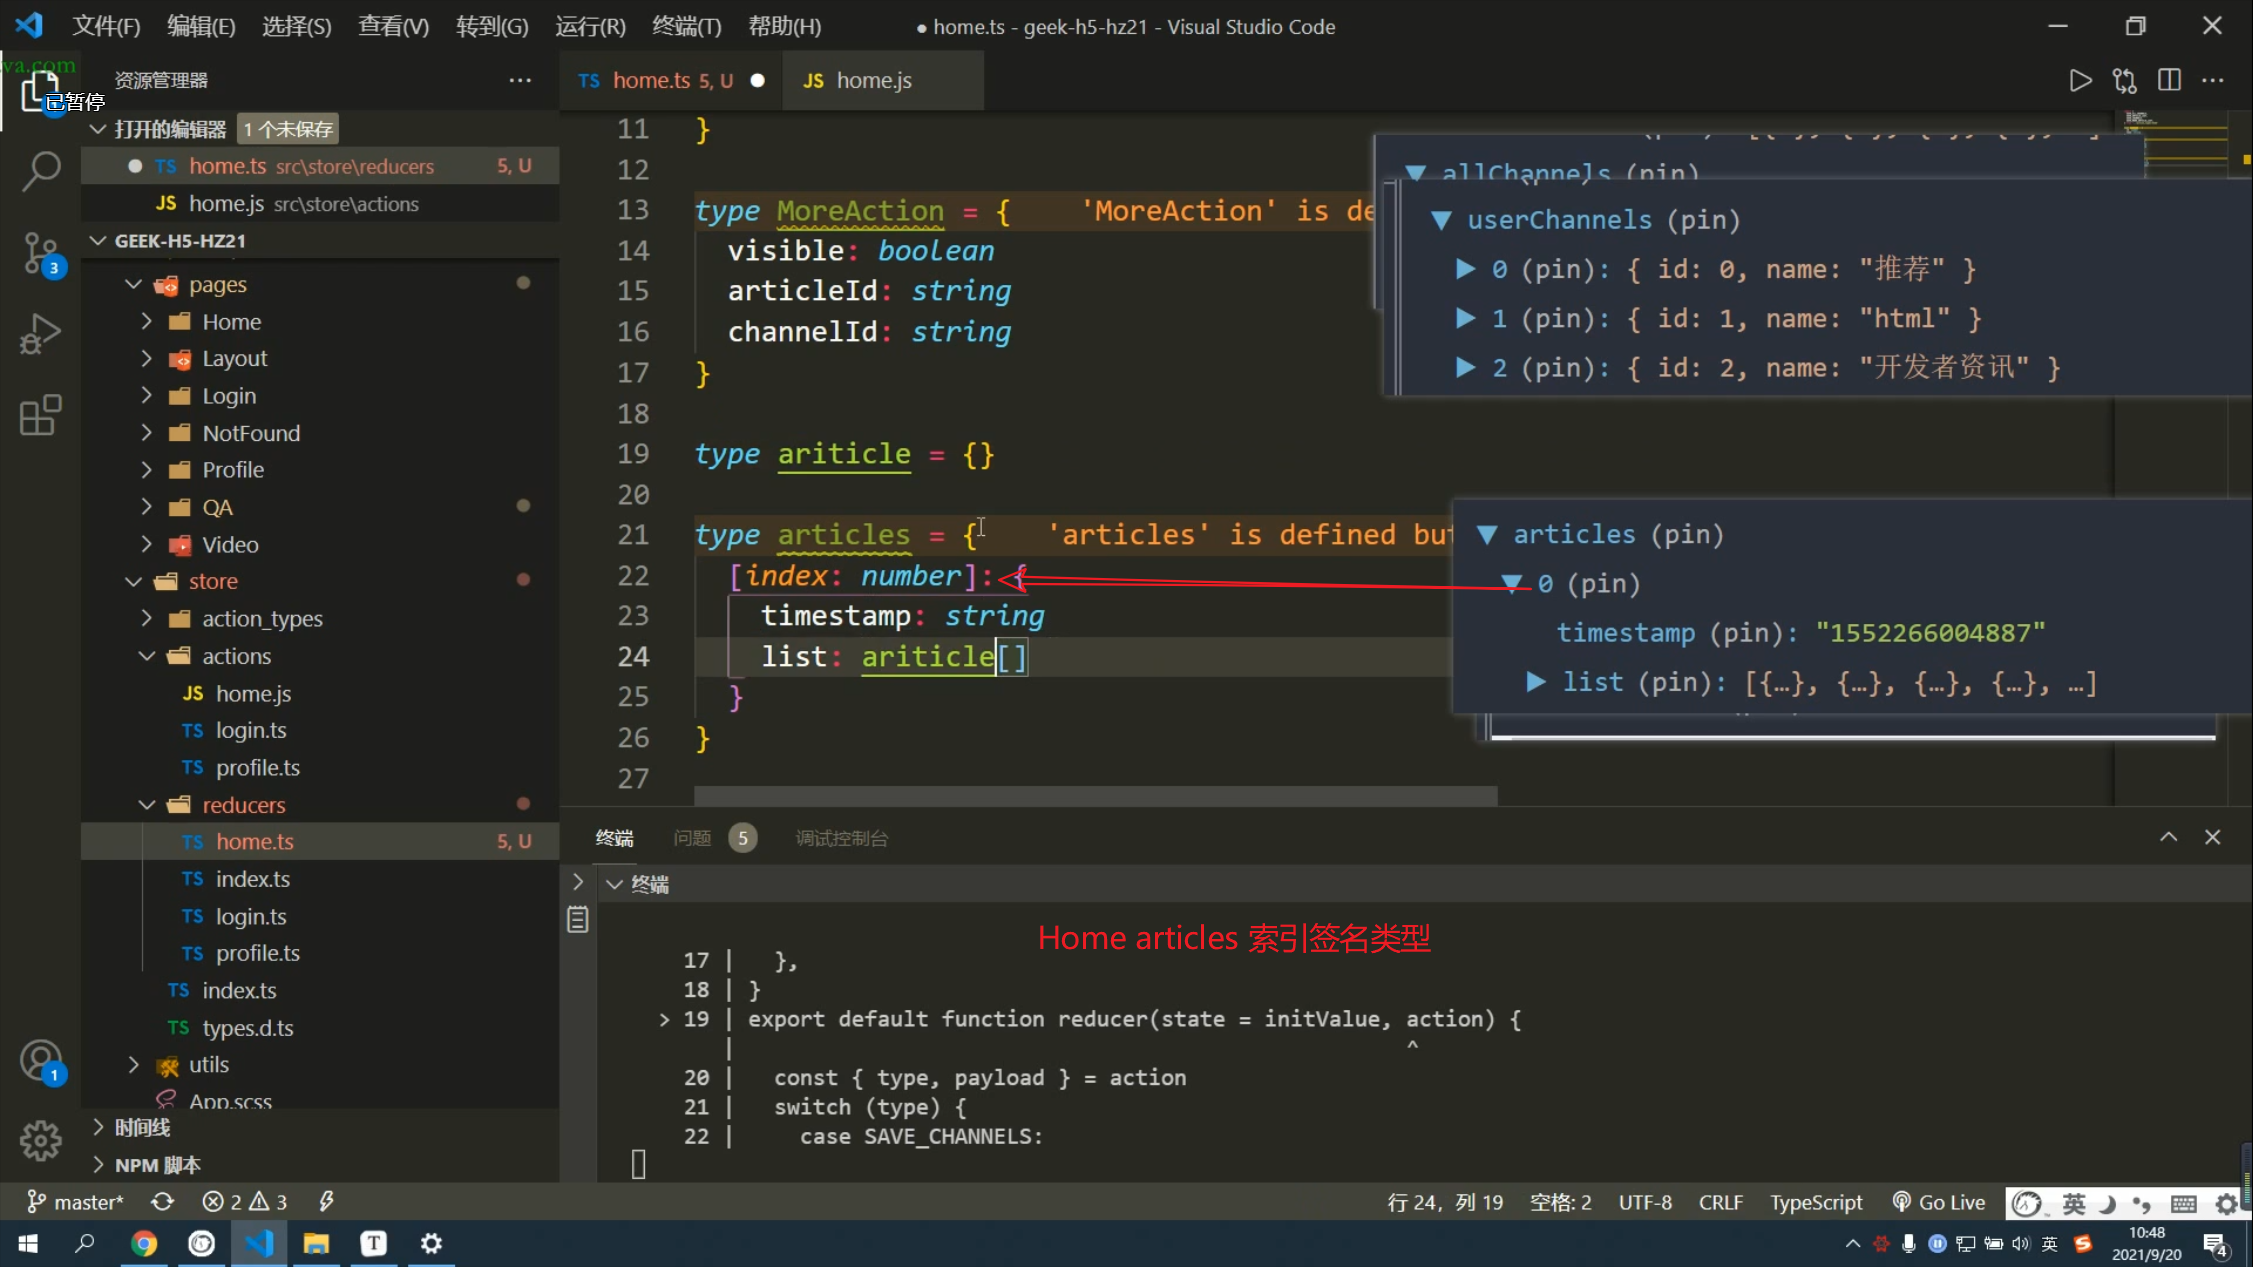 文件(F) 编辑(E) 选择(S) 查看(V) 转到(G) 运行(R) 终端(T) 帮助(H) ● home.ts - geek-h5-hz21 - Visual Studio Code
va.com
已暂停
资源管理器 ···
打开的编辑器 1 个未保存
● TS home.ts src\store\reducers 5, U
JS home.js src\store\actions
GEEK-H5-HZ21
pages
Home
Layout
Login
NotFound
Profile
QA
Video
store
action_types
actions
JS home.js
TS login.ts
TS profile.ts
reducers
TS home.ts 5, U
TS index.ts
TS login.ts
TS profile.ts
TS index.ts
TS types.d.ts
utils
App.scss
时间线
NPM 脚本
3
1
TS home.ts 5, U ●
JS home.js
11 }
12
13 type MoreAction = { 'MoreAction' is de
14 visible: boolean
15 articleId: string
16 channelId: string
17 }
18
19 type ariticle = {}
20
21 type articles = { 'articles' is defined but
22 [index: number]: {
23 timestamp: string
24 list: ariticle[]
25 }
26 }
27
allChannels (pin)
userChannels (pin)
0 (pin): { id: 0, name: "推荐" }
1 (pin): { id: 1, name: "html" }
2 (pin): { id: 2, name: "开发者资讯" }
articles (pin)
0 (pin)
timestamp (pin): "1552266004887"
list (pin): [{…}, {…}, {…}, {…}, …]
终端 问题 5 调试控制台
终端
Home articles 索引签名类型
17 | },
18 | }
> 19 | export default function reducer(state = initValue, action) {
| ^
20 | const { type, payload } = action
21 | switch (type) {
22 | case SAVE_CHANNELS:
master* 2 3 行 24，列 19 空格: 2 UTF-8 CRLF TypeScript Go Live 英
T 英 10:48
2021/9/20 4